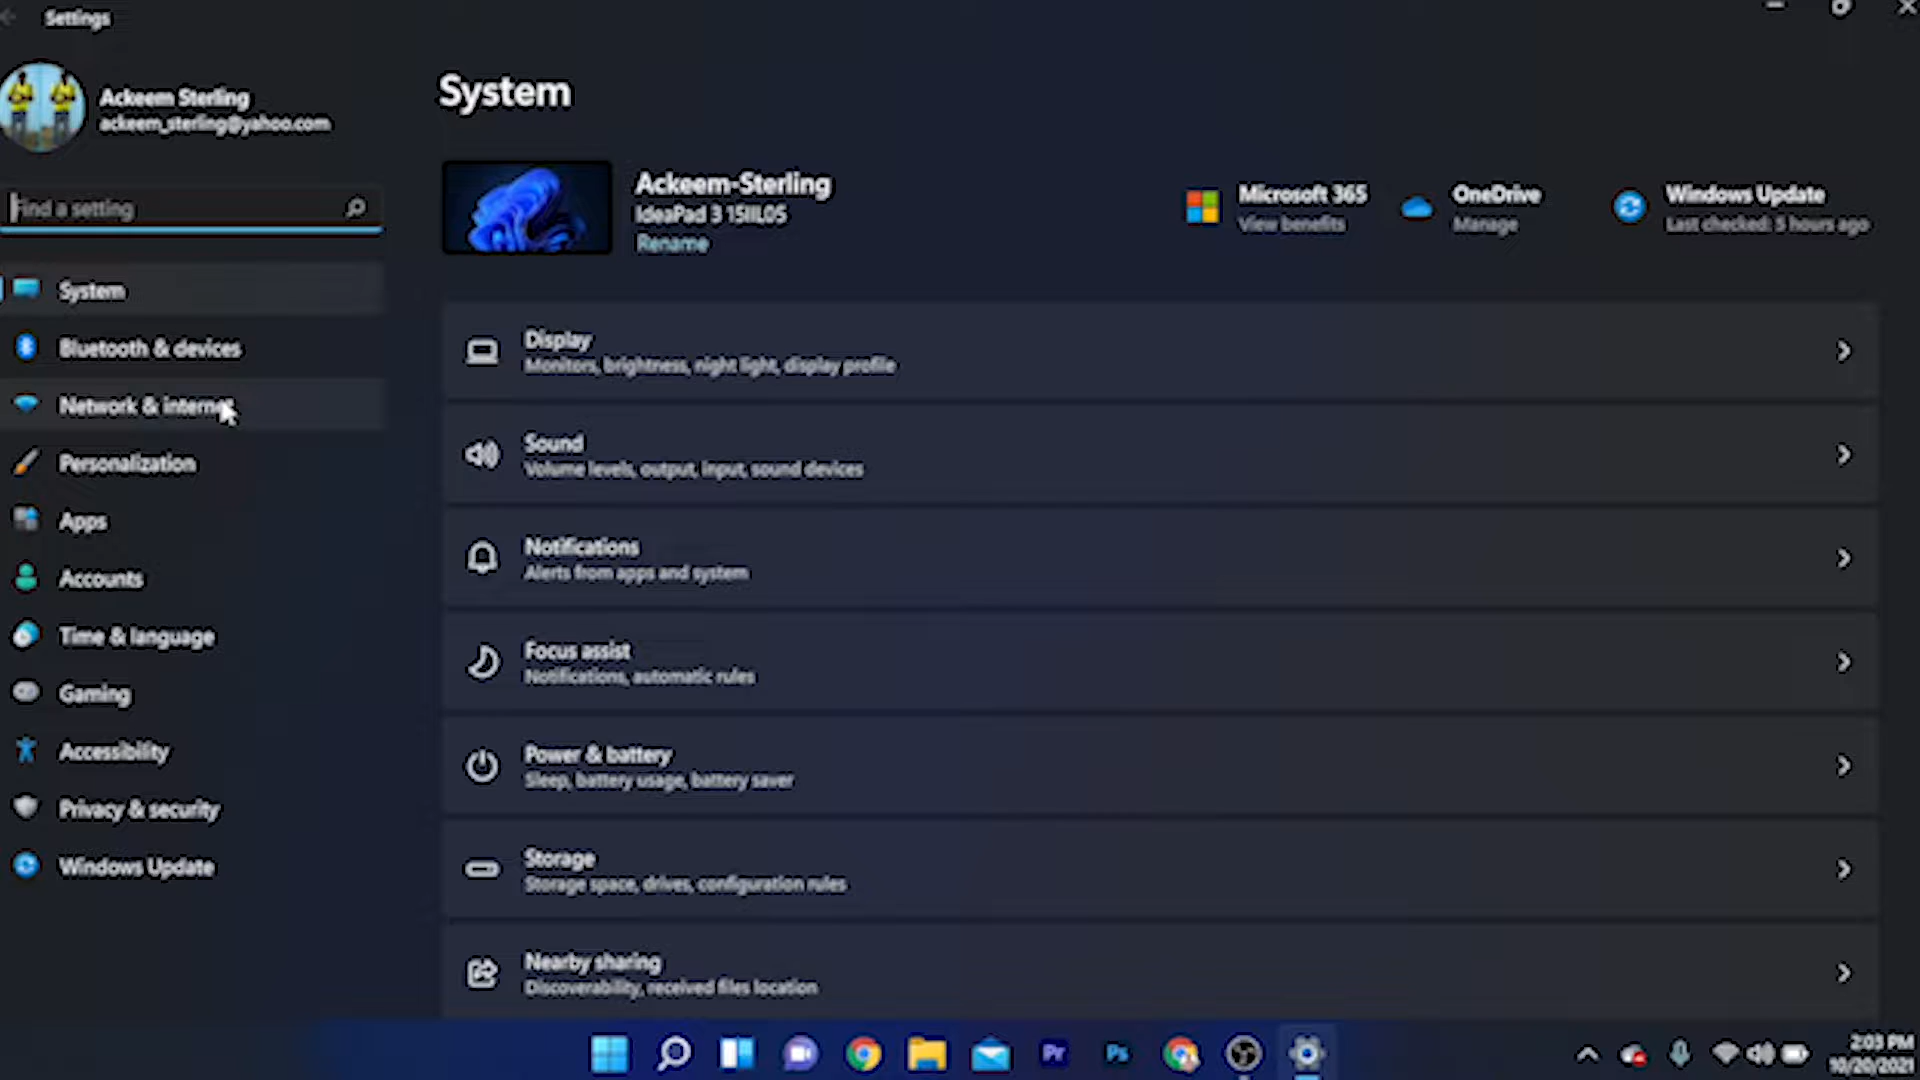 Settings
Ackeem Sterling
ackeem_sterling@yahoo.com
Find a setting
System
Bluetooth & devices
Network & internet
Personalization
Apps
Accounts
Time & language
Gaming
Accessibility
Privacy & security
Windows Update
System
Ackeem-Sterling
IdeaPad 3 15IIL05
Rename
Microsoft 365
View benefits
OneDrive
Manage
Windows Update
Last checked: 5 hours ago
Display
Monitors, brightness, night light, display profile
Sound
Volume levels, output, input, sound devices
Notifications
Alerts from apps and system
Focus assist
Notifications, automatic rules
Power & battery
Sleep, battery usage, battery saver
Storage
Storage space, drives, configuration rules
Nearby sharing
Discoverability, received files location
Pr
Ps
2:03 PM
10/20/2021